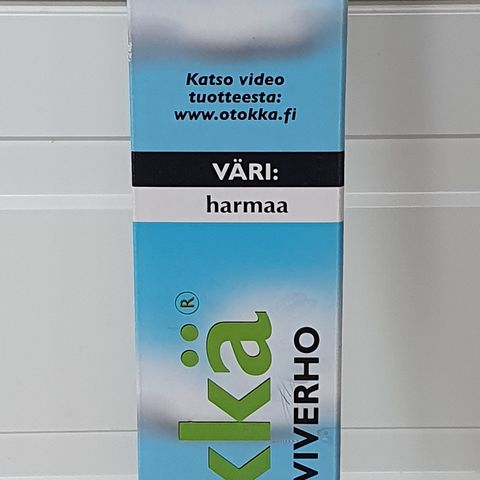 Katso video
tuotteesta:
www.otokka.fi
VÄRI:
harmaa
kkä®
VIVERHO